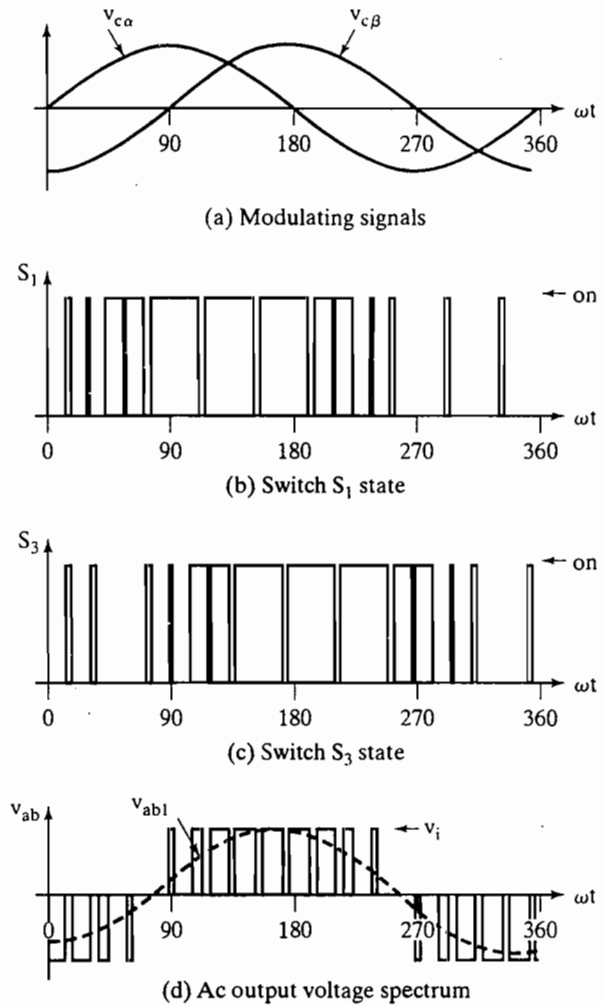 v_cα v_cβ
ωt
90 180 270 360
(a) Modulating signals
S_1
on
ωt
0 90 180 270 360
(b) Switch S_1 state
S_3
on
ωt
0 90 180 270 360
(c) Switch S_3 state
v_ab v_ab1
v_i
ωt
0 90 180 270 360
(d) Ac output voltage spectrum